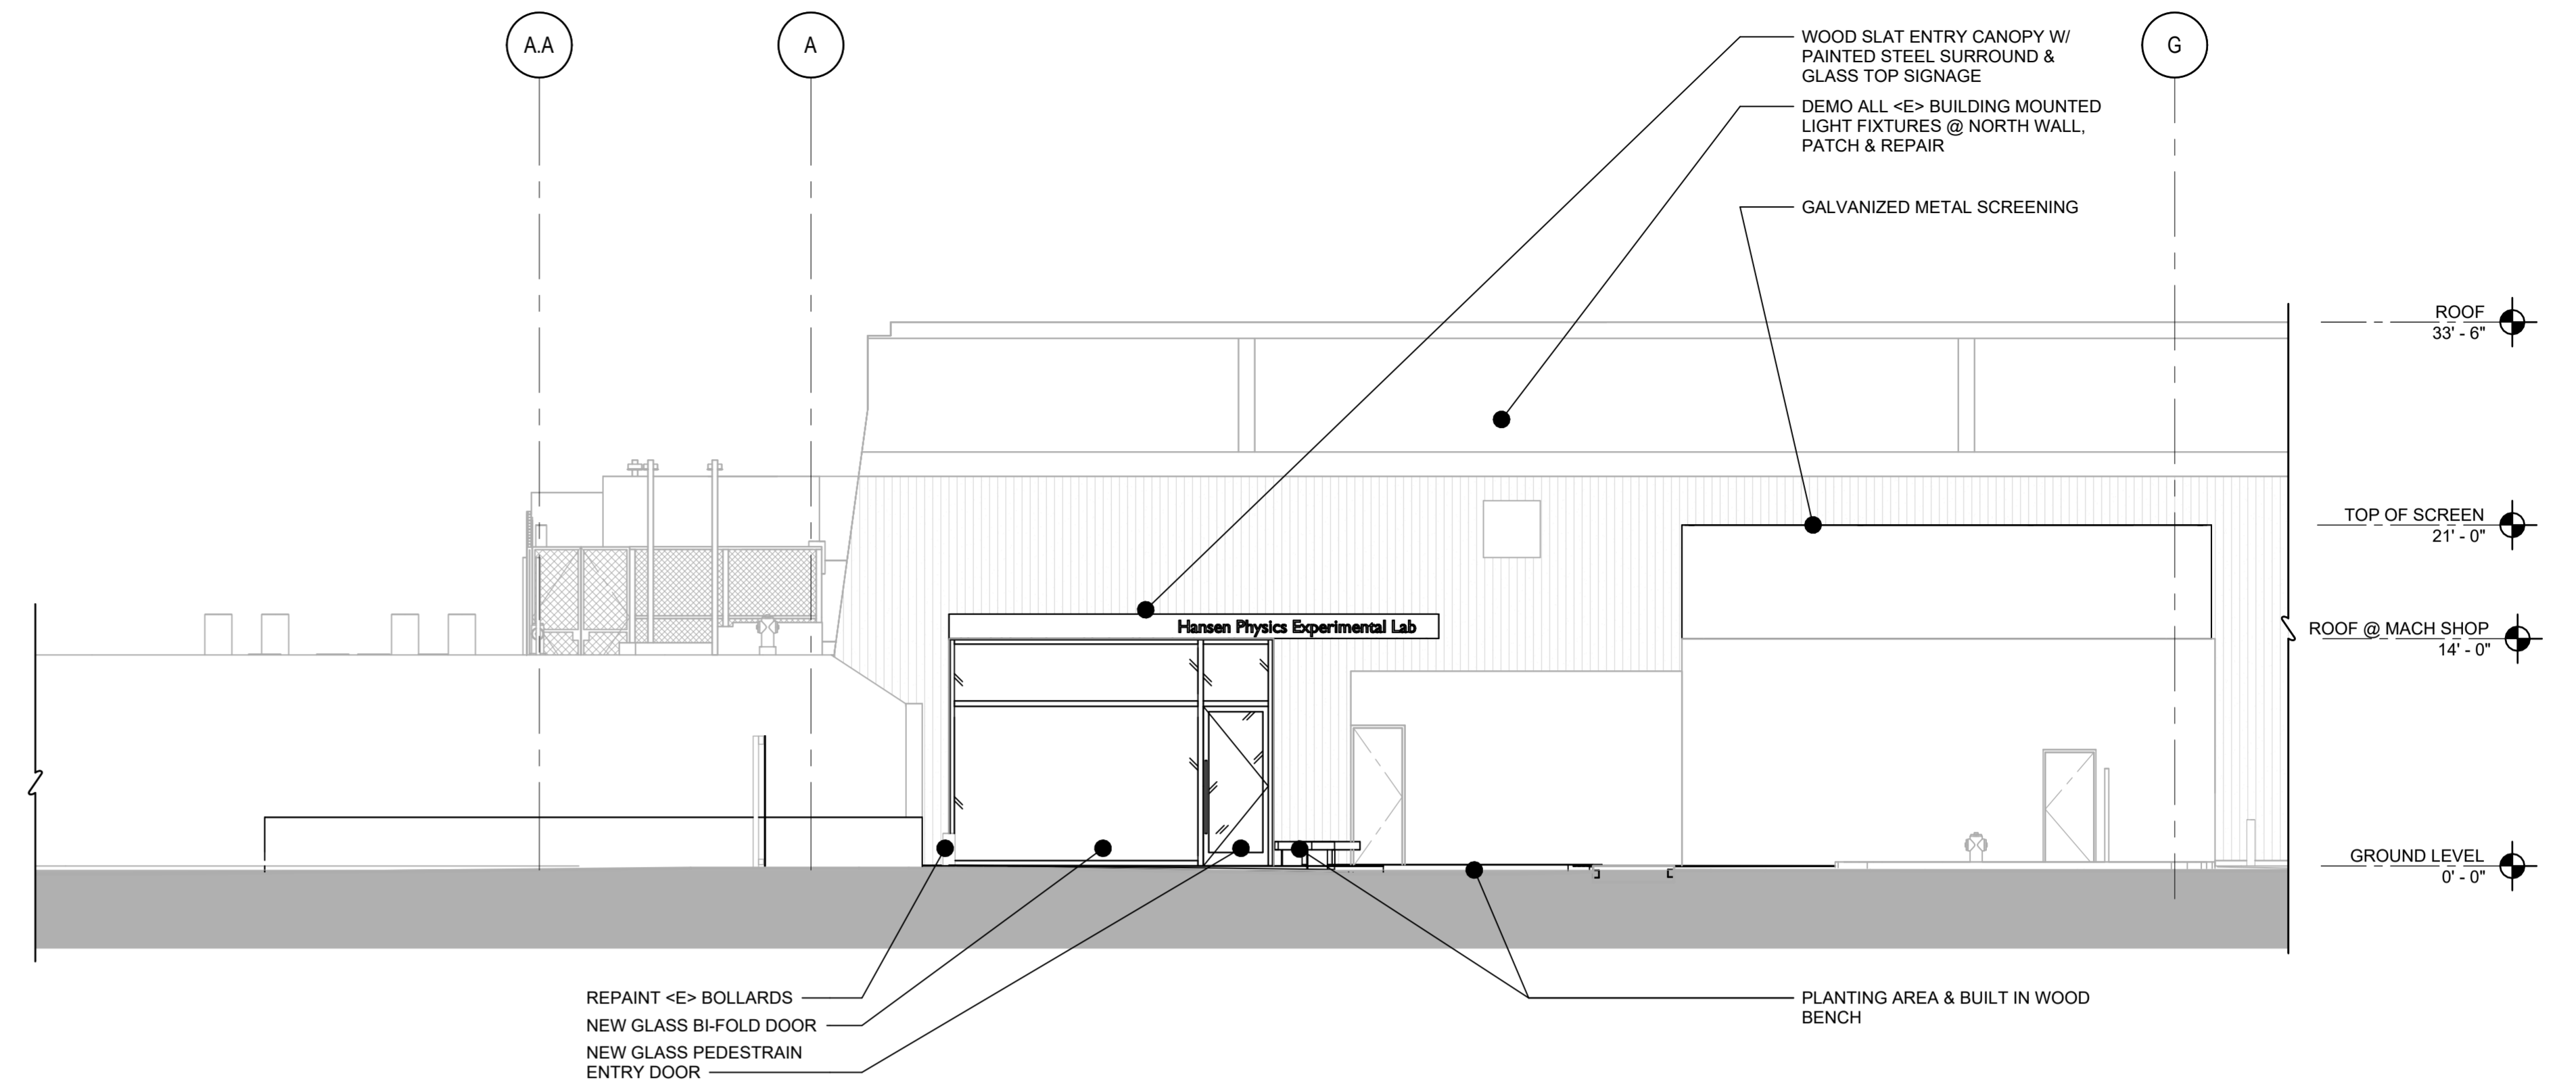 A.A
A
G
WOOD SLAT ENTRY CANOPY W/
PAINTED STEEL SURROUND &
GLASS TOP SIGNAGE
DEMO ALL <E> BUILDING MOUNTED
LIGHT FIXTURES @ NORTH WALL,
PATCH & REPAIR
GALVANIZED METAL SCREENING
ROOF
33' - 6"
TOP OF SCREEN
21' - 0"
ROOF @ MACH SHOP
14' - 0"
Hansen Physics Experimental Lab
GROUND LEVEL
0' - 0"
REPAINT <E> BOLLARDS
NEW GLASS BI-FOLD DOOR
NEW GLASS PEDESTRAIN
ENTRY DOOR
PLANTING AREA & BUILT IN WOOD
BENCH